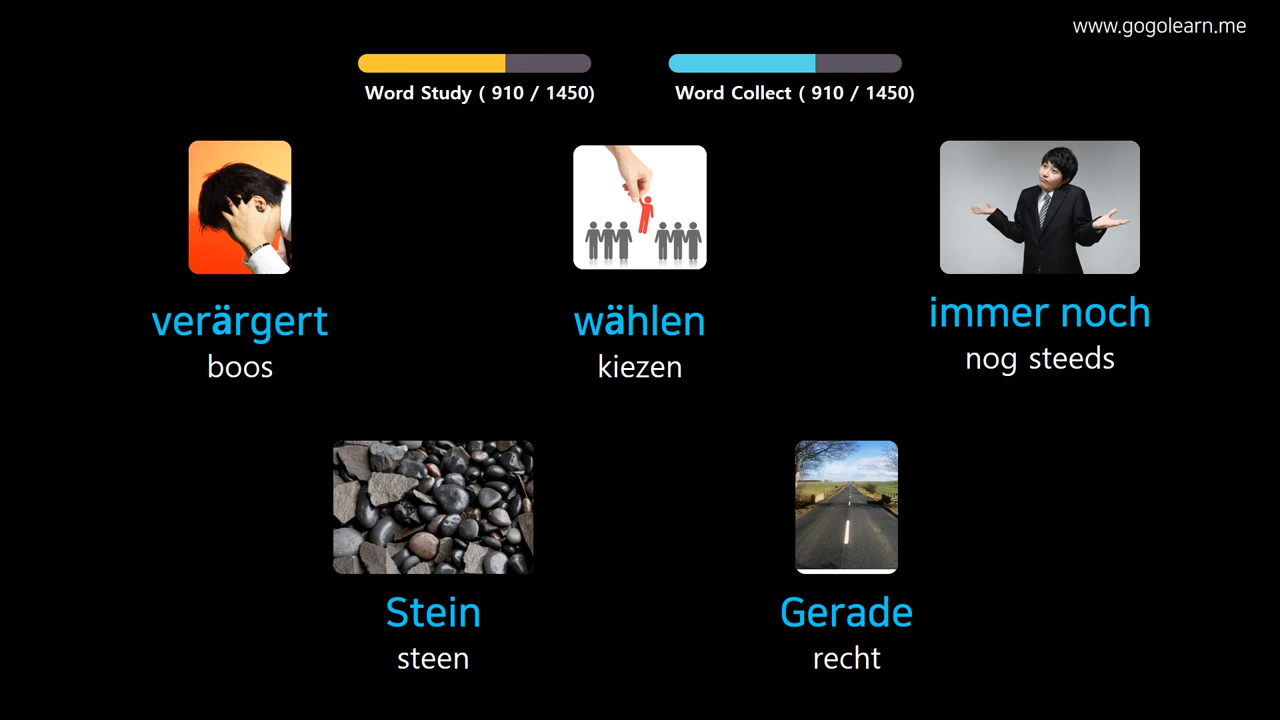 www.gogolearn.me
Word Study ( 910 / 1450)
Word Collect ( 910 / 1450)
verärgert
boos
wählen
kiezen
immer noch
nog steeds
Stein
steen
Gerade
recht